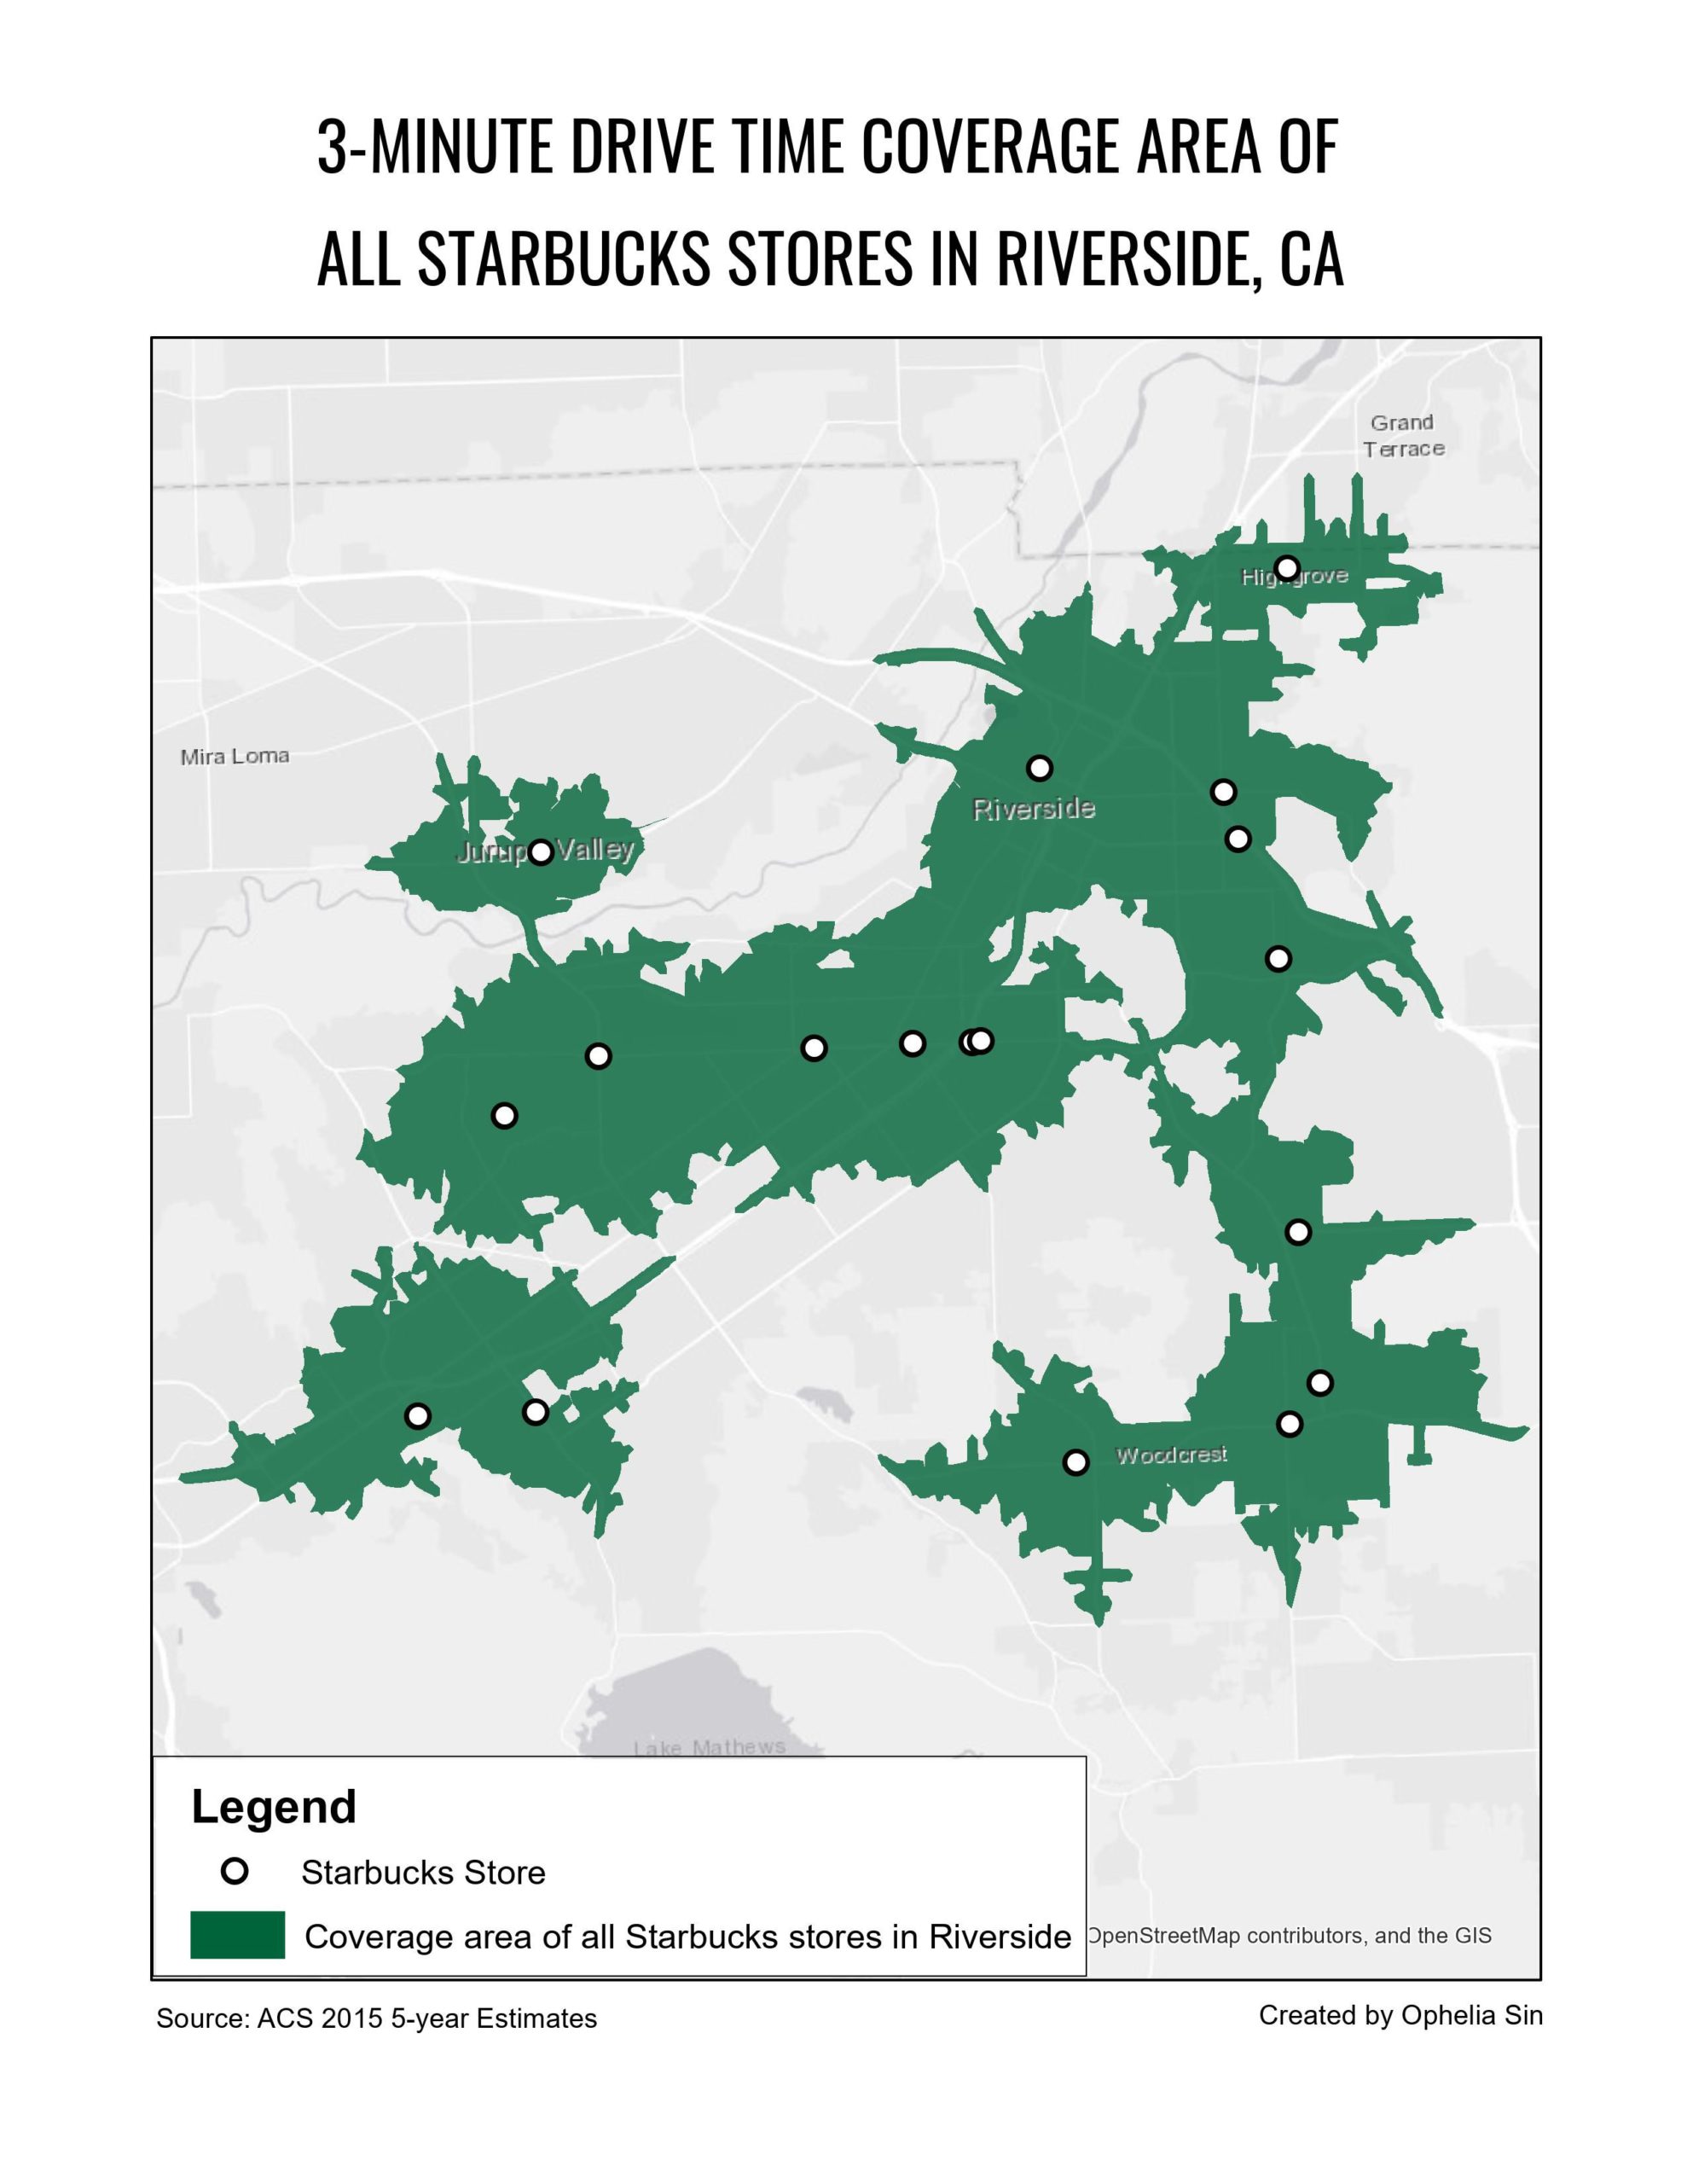 3-MINUTE DRIVE TIME COVERAGE AREA OF
ALL STARBUCKS STORES IN RIVERSIDE, CA
Grand
Terrace
Highgrove
Mira Loma
Riverside
Jurupa Valley
Woodcrest
Lake Mathews
Legend
Starbucks Store
Coverage area of all Starbucks stores in Riverside
OpenStreetMap contributors, and the GIS
Source: ACS 2015 5-year Estimates
Created by Ophelia Sin